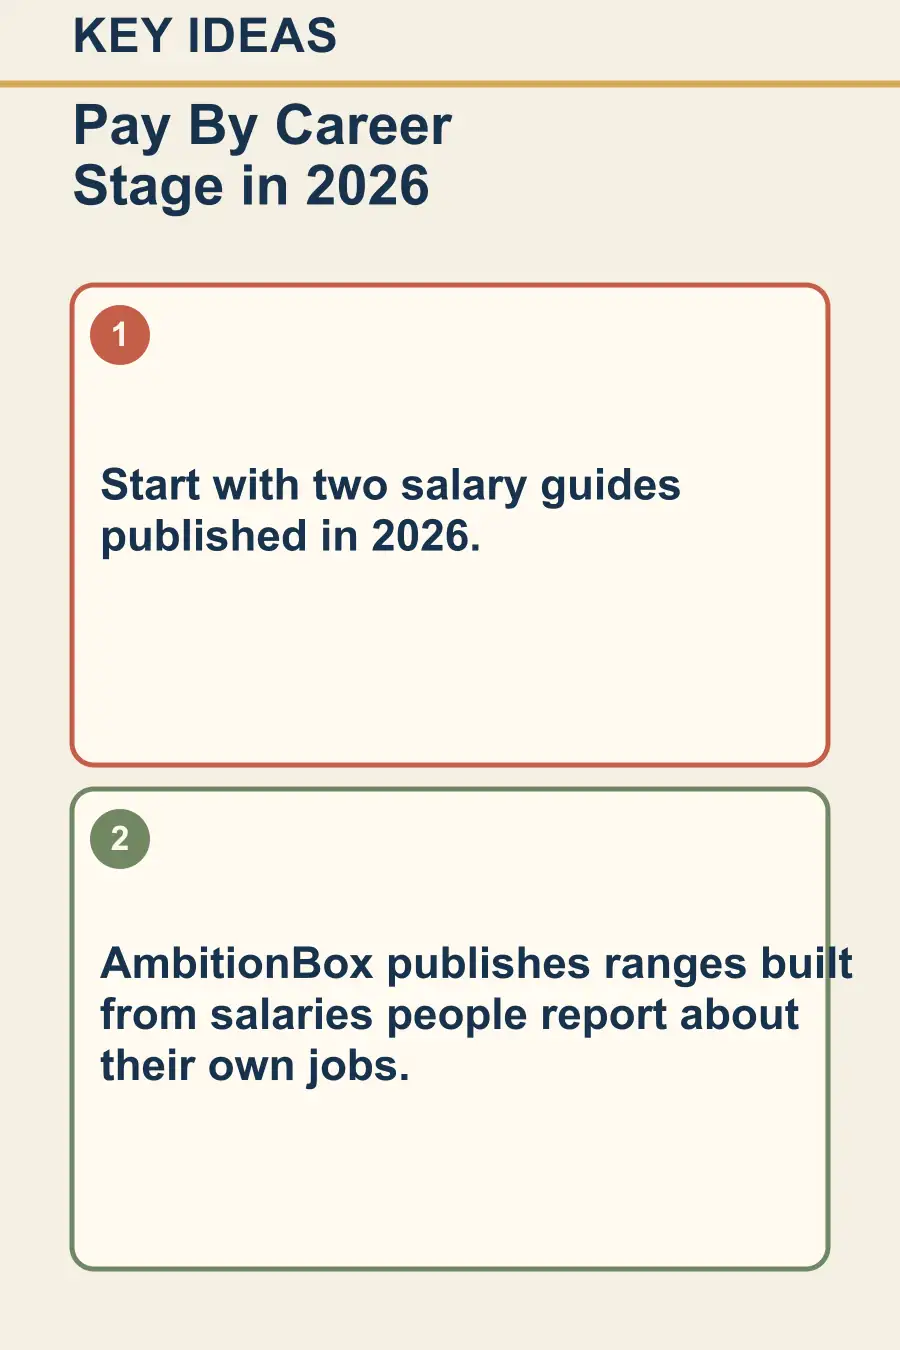 KEY IDEAS
Pay By Career
Stage in 2026
1
Start with two salary guides
published in 2026.
2
AmbitionBox publishes ranges built
from salaries people report about
their own jobs.